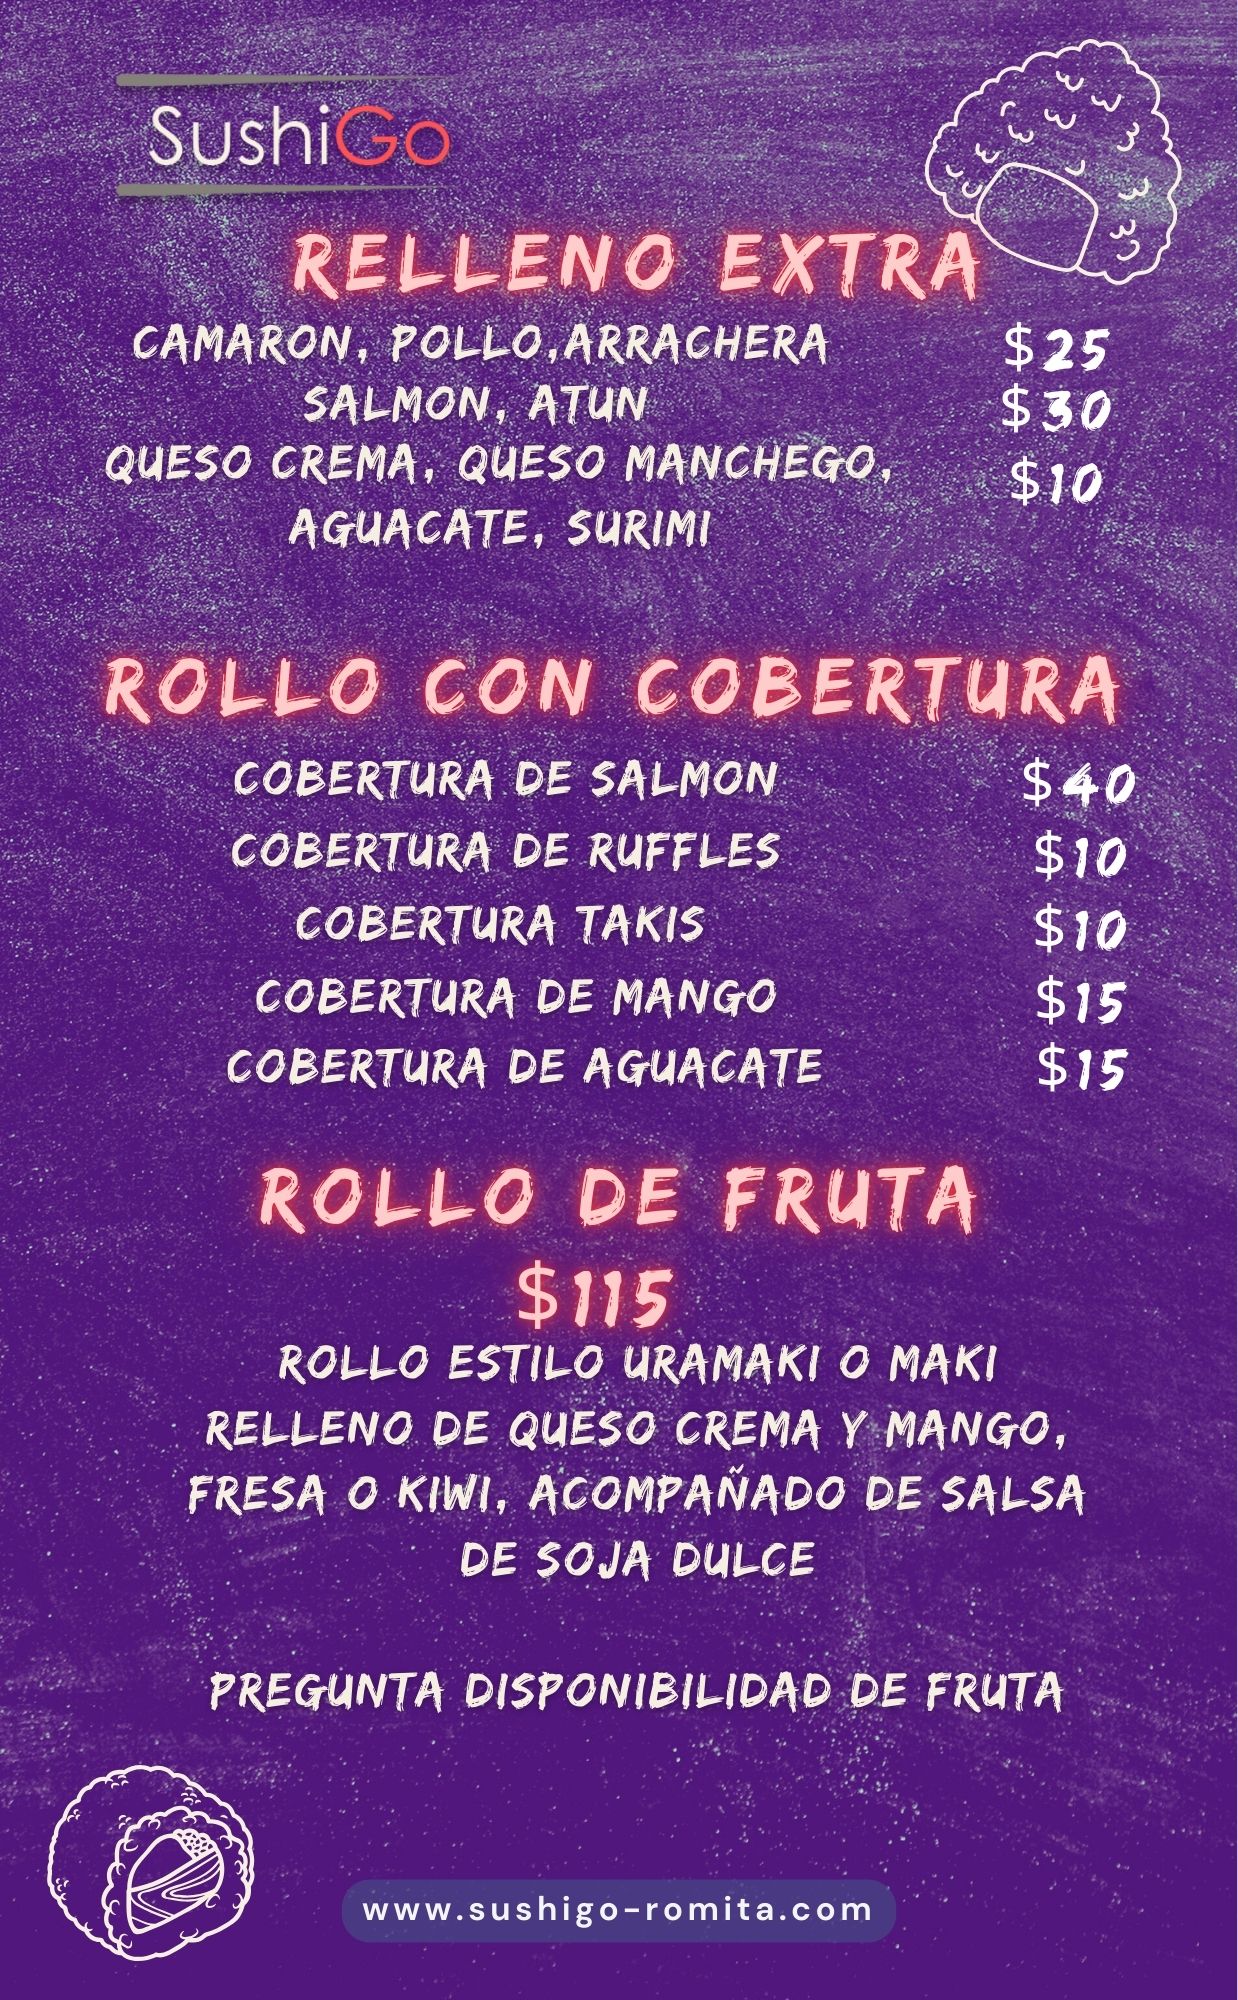 SushiGo
RELLENO EXTRA
CAMARON, POLLO,ARRACHERA $25
SALMON, ATUN $30
QUESO CREMA, QUESO MANCHEGO, $10
AGUACATE, SURIMI
ROLLO CON COBERTURA
COBERTURA DE SALMON $40
COBERTURA DE RUFFLES $10
COBERTURA TAKIS $10
COBERTURA DE MANGO $15
COBERTURA DE AGUACATE $15
ROLLO DE FRUTA
$115
ROLLO ESTILO URAMAKI O MAKI
RELLENO DE QUESO CREMA Y MANGO,
FRESA O KIWI, ACOMPAÑADO DE SALSA
DE SOJA DULCE
PREGUNTA DISPONIBILIDAD DE FRUTA
www.sushigo-romita.com